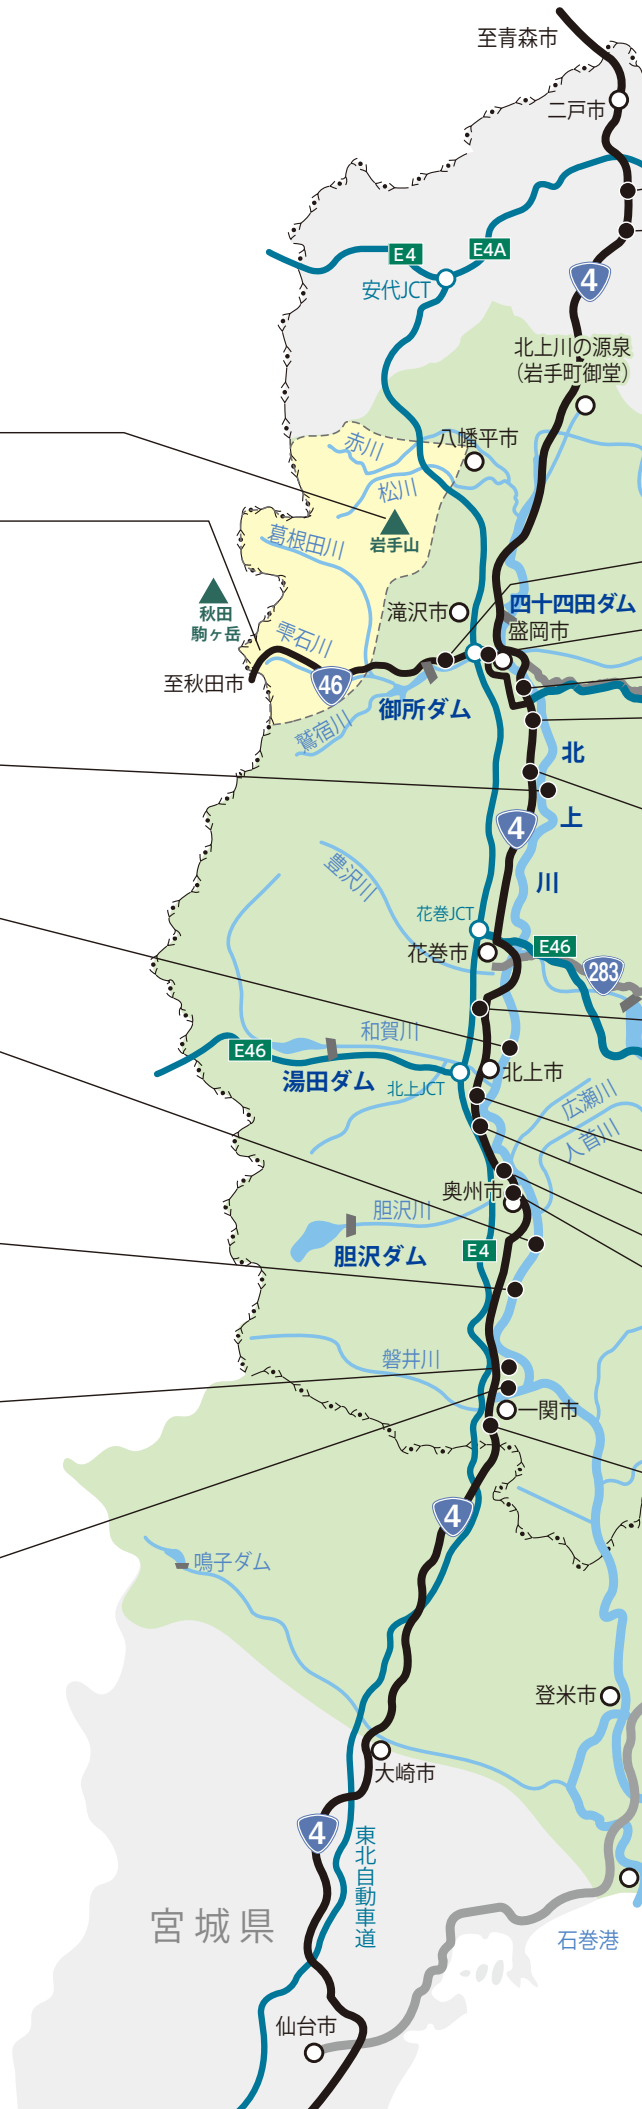 至青森市
二戸市
E4
E4A
安代JCT
4
北上川の源泉
(岩手町御堂)
八幡平市
赤川
松川
岩手山
葛根田川
秋田
駒ヶ岳
滝沢市
四十四田ダム
盛岡市
雫石川
至秋田市
46
御所ダム
鶯宿川
北
上
川
4
豊沢川
花巻JCT
花巻市
E46
283
和賀川
E46
湯田ダム
北上JCT
北上市
広瀬川
人首川
奥州市
胆沢川
胆沢ダム
E4
磐井川
一関市
4
鳴子ダム
登米市
大崎市
4
東北自動車道
宮城県
石巻港
仙台市